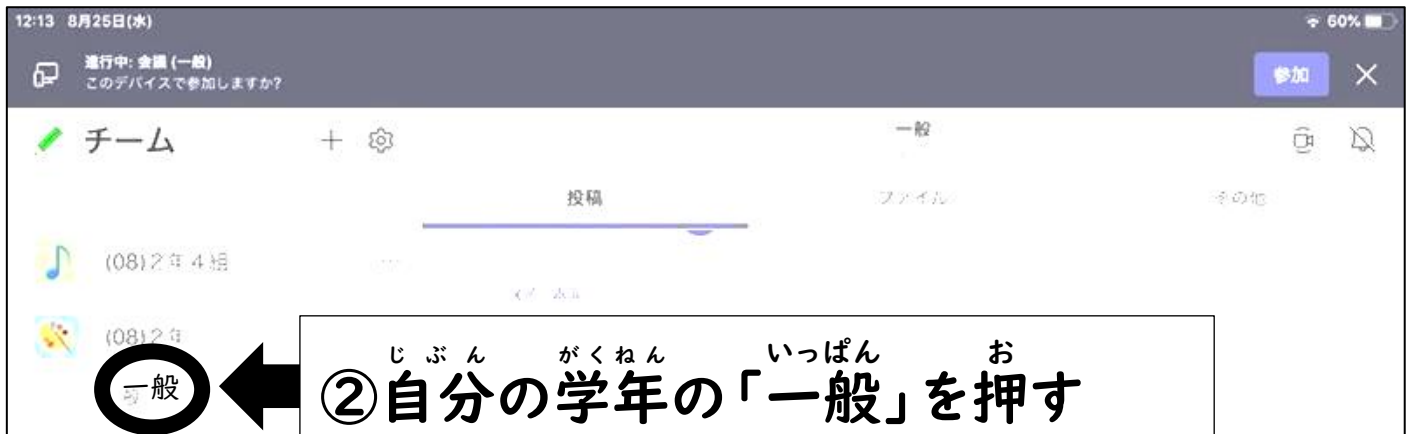 12:13 8月25日(水)
60%
進行中: 会議 (一般)
このデバイスで参加しますか?
参加
チーム
一般
投稿
ファイル
その他
(08)2年4組
(08)2年
一般
じぶん がくねん いっぱん お
②自分の学年の「一般」を押す